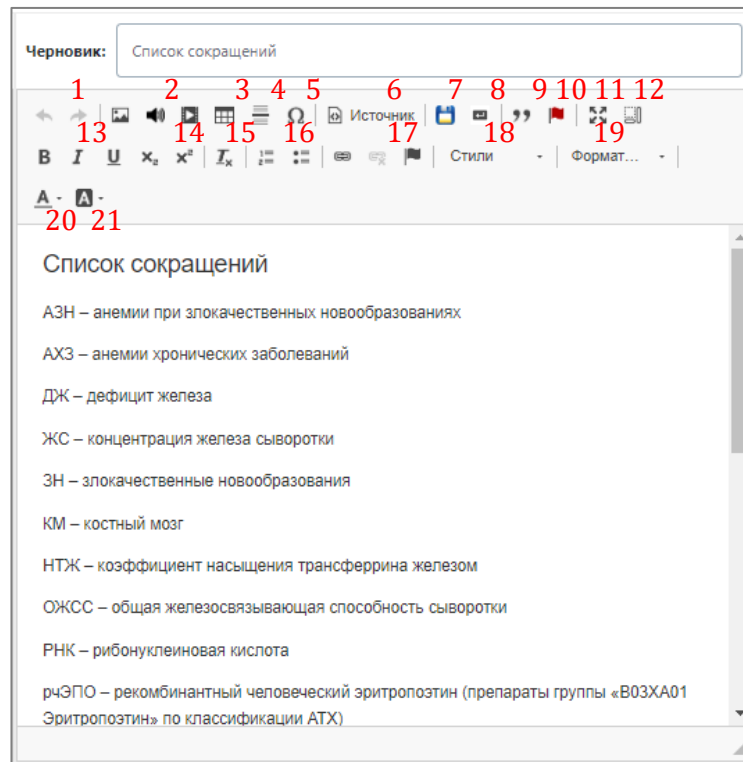 Черновик: Список сокращений
1 2 3 4 5 6 7 8 9 10 11 12
Ω Источник
13 14 15 16 17 18 19
B I U x₂ x² Tx Стили Формат...
A A
20 21
Список сокращений
АЗН – анемии при злокачественных новообразованиях
АХЗ – анемии хронических заболеваний
ДЖ – дефицит железа
ЖС – концентрация железа сыворотки
ЗН – злокачественные новообразования
КМ – костный мозг
НТЖ – коэффициент насыщения трансферрина железом
ОЖСС – общая железосвязывающая способность сыворотки
РНК – рибонуклеиновая кислота
рчЭПО – рекомбинантный человеческий эритропоэтин (препараты группы «B03XA01
Эритропоэтин» по классификации АТХ)